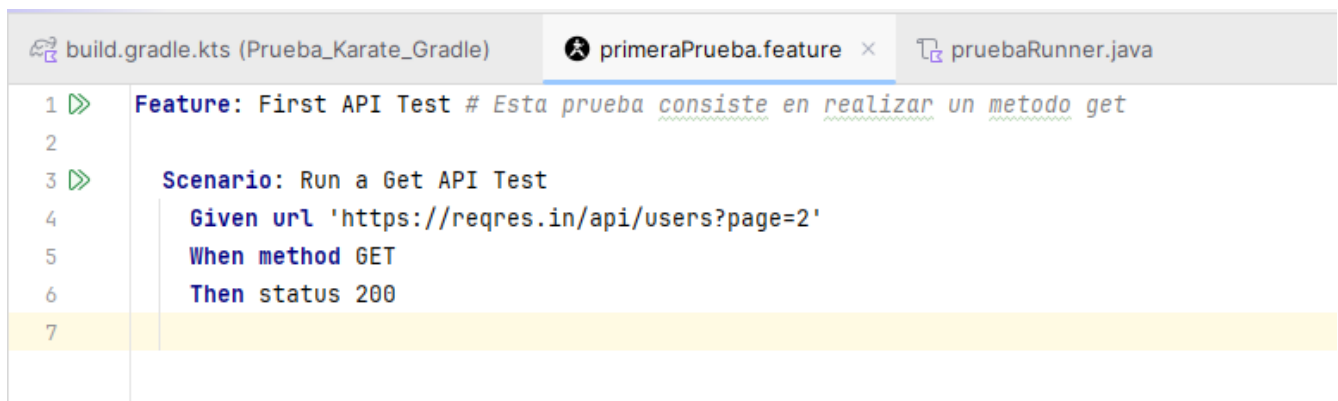 build.gradle.kts (Prueba_Karate_Gradle) primeraPrueba.feature × pruebaRunner.java
1 Feature: First API Test # Esta prueba consiste en realizar un metodo get
2
3 Scenario: Run a Get API Test
4 Given url 'https://reqres.in/api/users?page=2'
5 When method GET
6 Then status 200
7